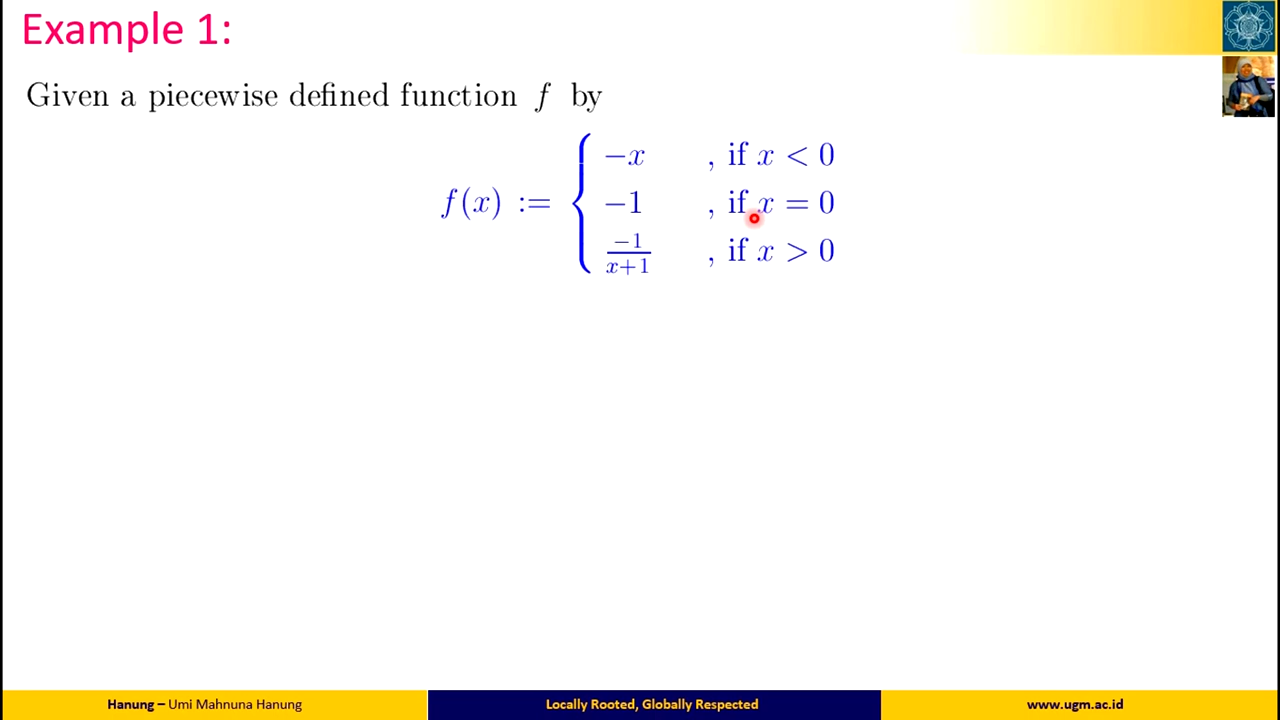 Example 1:
Given a piecewise defined function f by
f(x) := { −x , if x < 0
−1 , if x = 0
−1/(x+1) , if x > 0
Hanung – Umi Mahnuna Hanung
Locally Rooted, Globally Respected
www.ugm.ac.id